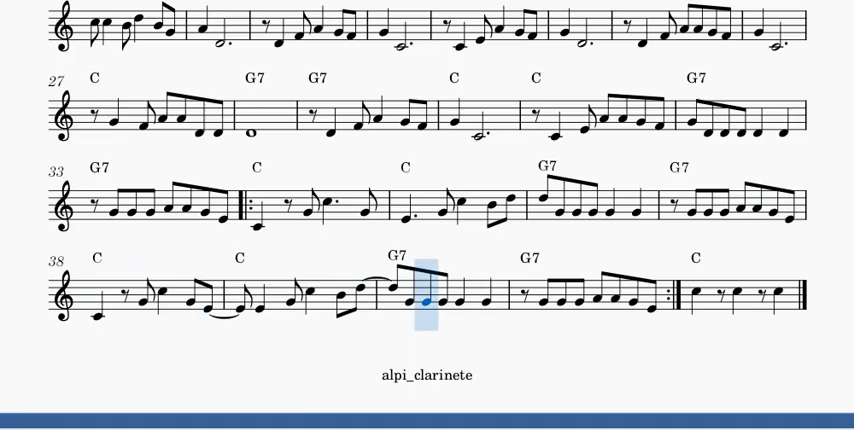 27 C G7 G7 C C G7
33 G7 C C G7 G7
38 C C G7 G7 C
alpi_clarinete